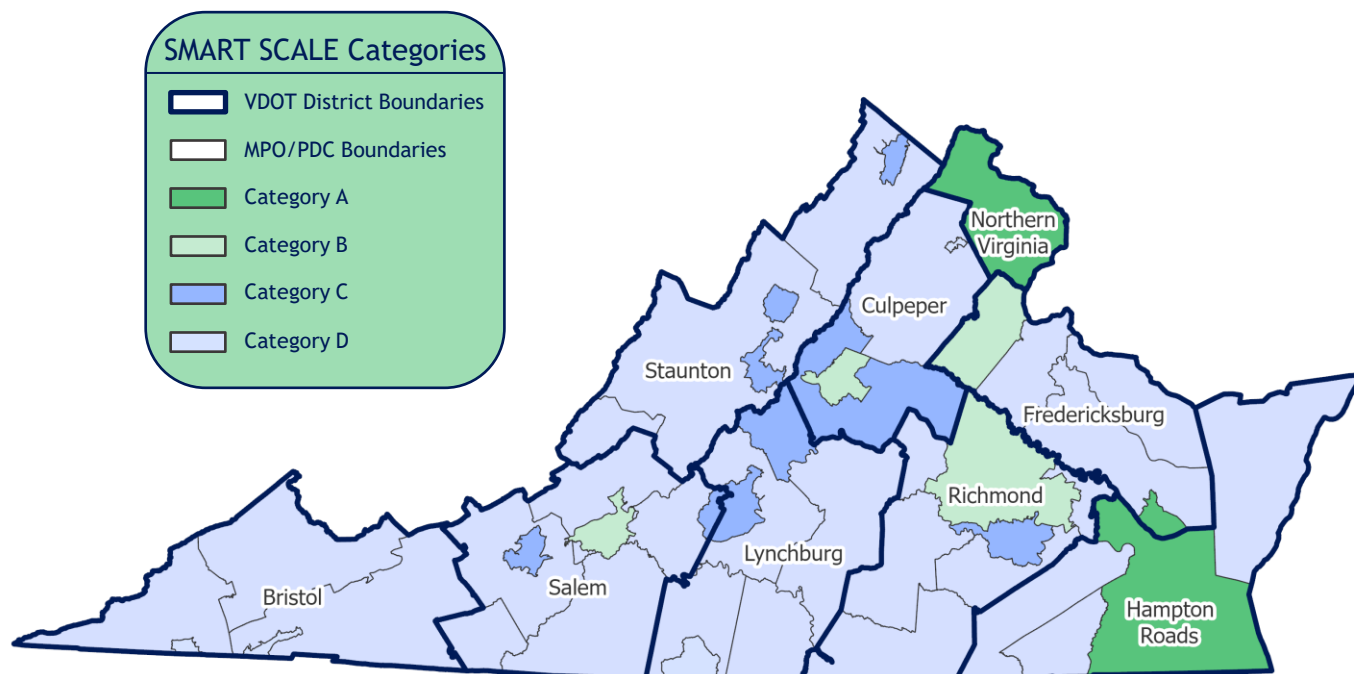 SMART SCALE Categories
VDOT District Boundaries
MPO/PDC Boundaries
Category A
Category B
Category C
Category D
Northern
Virginia
Culpeper
Staunton
Fredericksburg
Richmond
Lynchburg
Salem
Bristol
Hampton
Roads